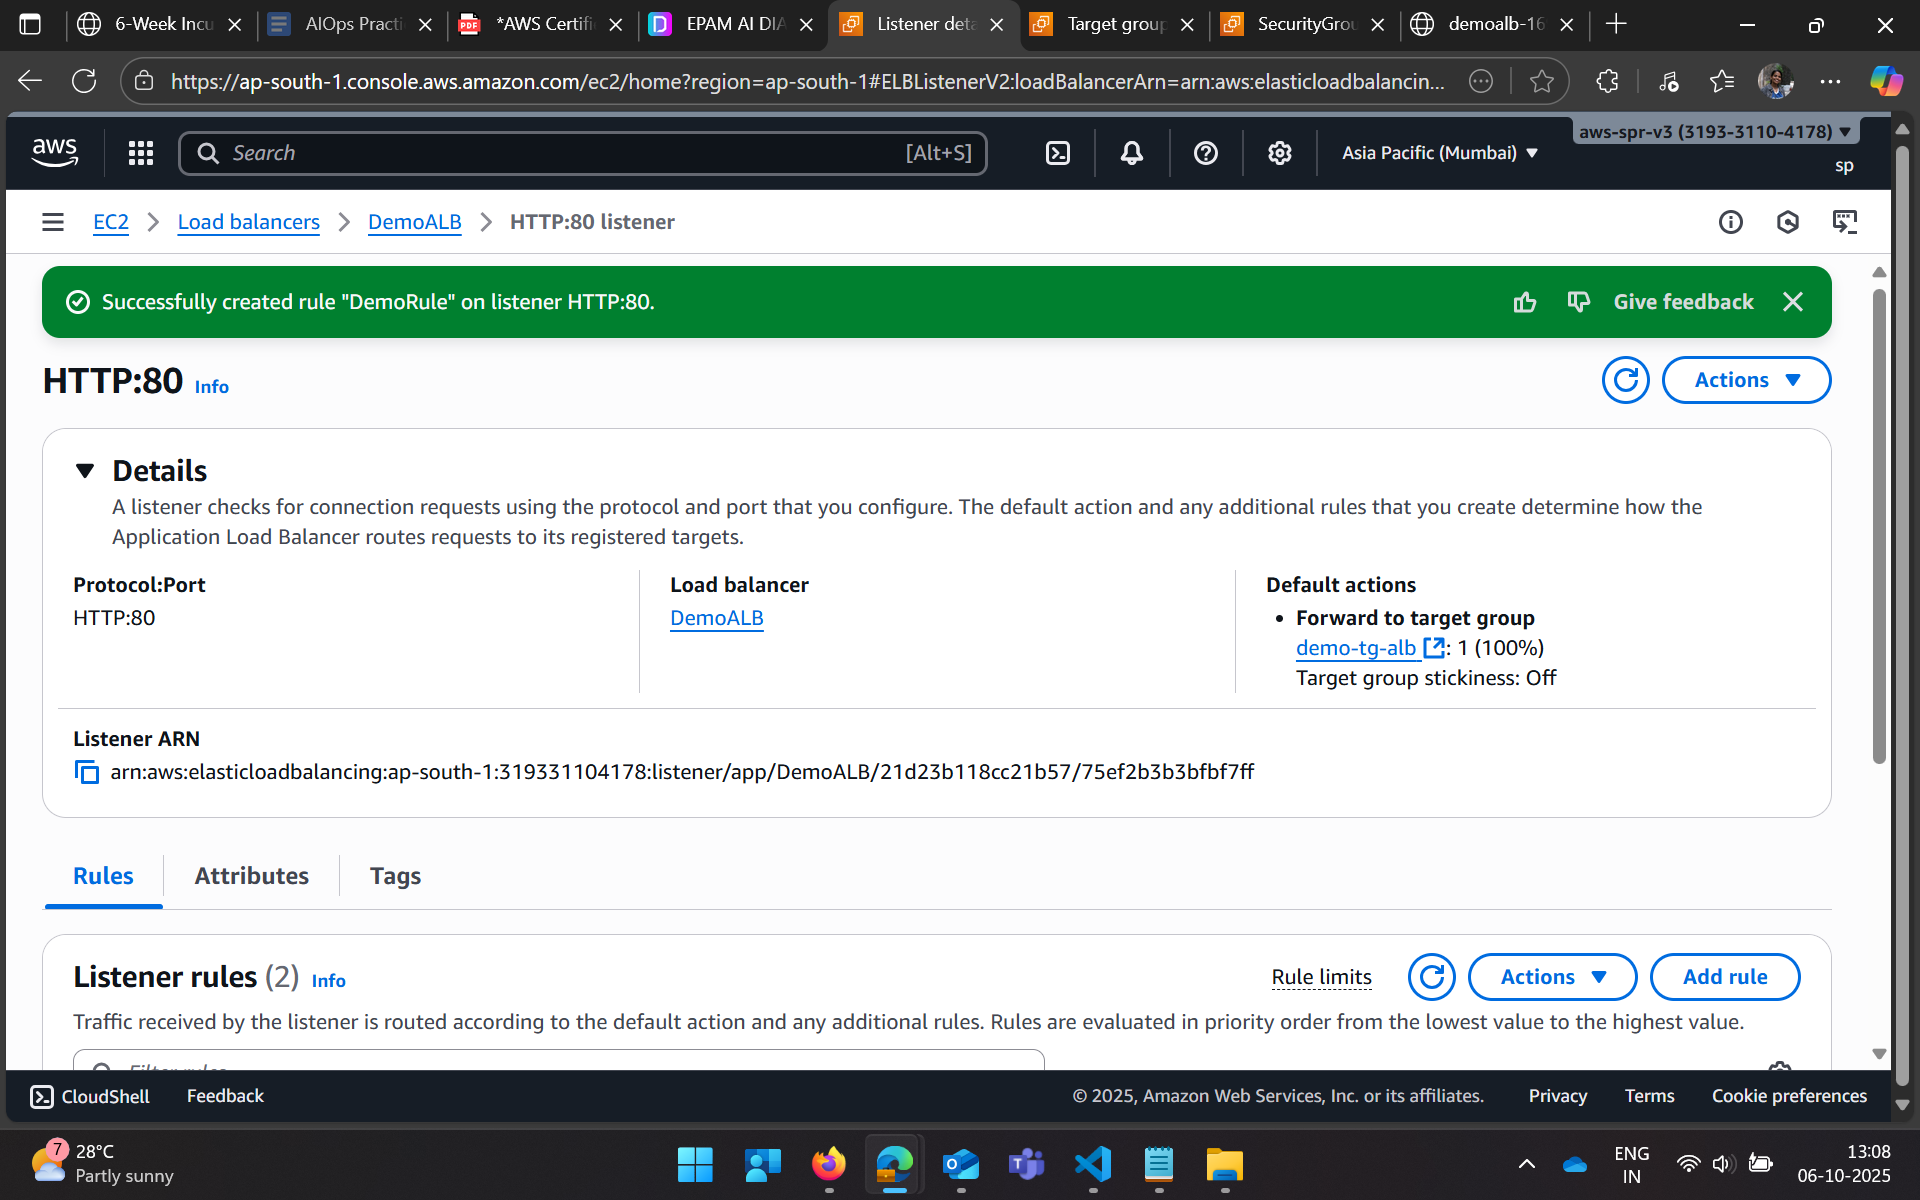 6-Week Incu
AIOps Practi
*AWS Certifi
EPAM AI DIA
Listener deta
Target group
SecurityGrou
demoalb-16
https://ap-south-1.console.aws.amazon.com/ec2/home?region=ap-south-1#ELBListenerV2:loadBalancerArn=arn:aws:elasticloadbalancin...
aws
Search
[Alt+S]
Asia Pacific (Mumbai)
aws-spr-v3 (3193-3110-4178)
sp
EC2
Load balancers
DemoALB
HTTP:80 listener
Successfully created rule "DemoRule" on listener HTTP:80.
Give feedback
HTTP:80 Info
Actions
Details
A listener checks for connection requests using the protocol and port that you configure. The default action and any additional rules that you create determine how the
Application Load Balancer routes requests to its registered targets.
Protocol:Port
HTTP:80
Load balancer
DemoALB
Default actions
• Forward to target group
demo-tg-alb : 1 (100%)
Target group stickiness: Off
Listener ARN
arn:aws:elasticloadbalancing:ap-south-1:319331104178:listener/app/DemoALB/21d23b118cc21b57/75ef2b3b3bfbf7ff
Rules
Attributes
Tags
Listener rules (2) Info
Rule limits
Actions
Add rule
Traffic received by the listener is routed according to the default action and any additional rules. Rules are evaluated in priority order from the lowest value to the highest value.
Filter rules
CloudShell
Feedback
© 2025, Amazon Web Services, Inc. or its affiliates.
Privacy
Terms
Cookie preferences
7
28°C
Partly sunny
ENG
IN
13:08
06-10-2025